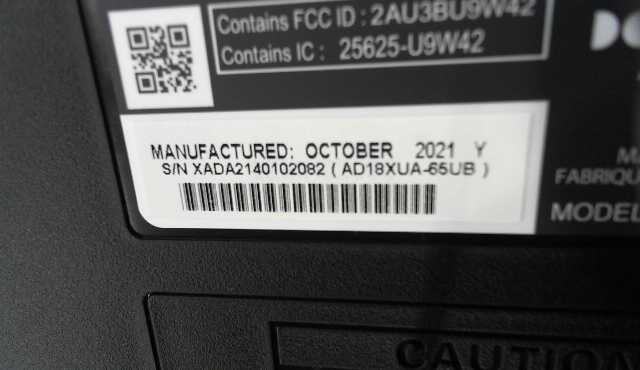 Contains FCC ID : 2AU3BU9W42
Contains IC : 25625-U9W42
MANUFACTURED: OCTOBER 2021 Y
S/N XADA2140102082 ( AD18XUA-65UB )
MODEL
CAUTION